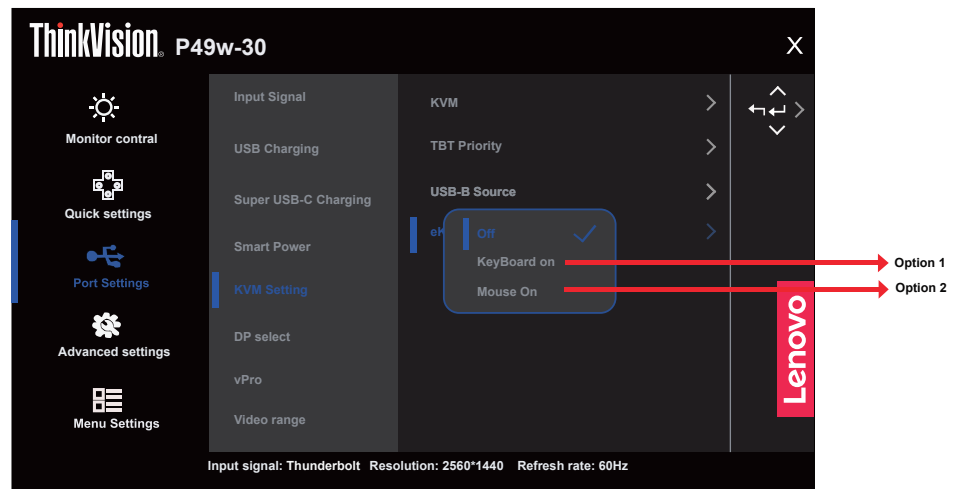 ThinkVision® P49w-30
X
Monitor contral
Quick settings
Port Settings
Advanced settings
Menu Settings
Input Signal
USB Charging
Super USB-C Charging
Smart Power
KVM Setting
DP select
vPro
Video range
KVM
TBT Priority
USB-B Source
Off
KeyBoard on
Mouse On
Option 1
Option 2
Lenovo
Input signal: Thunderbolt Resolution: 2560*1440 Refresh rate: 60Hz